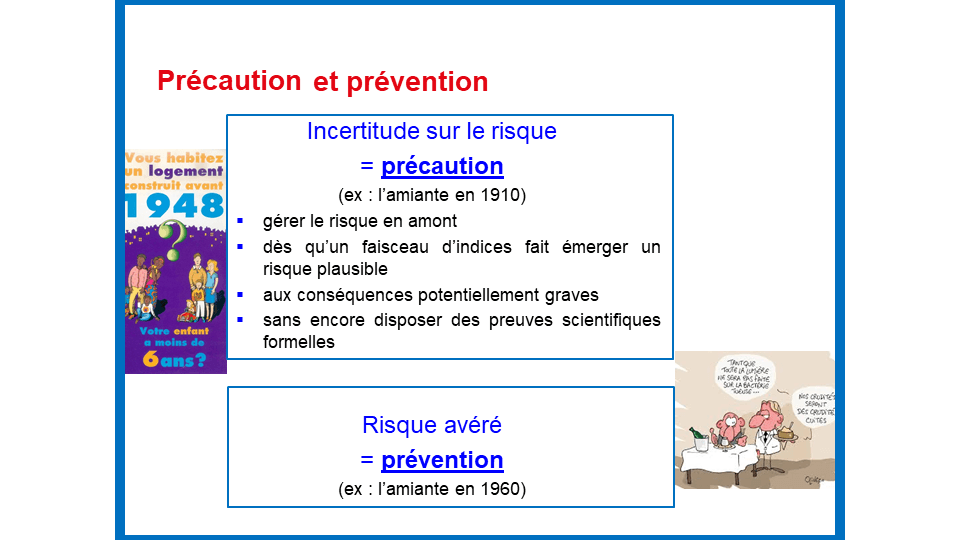 Précaution et prévention
Incertitude sur le risque
= précaution
(ex : l'amiante en 1910)
▪ gérer le risque en amont
▪ dès qu'un faisceau d'indices fait émerger un
risque plausible
▪ aux conséquences potentiellement graves
▪ sans encore disposer des preuves scientifiques
formelles
Vous habitez
un logement
construit avant
1948
?
Votre enfant
a moins de
6 ans?
Risque avéré
= prévention
(ex : l'amiante en 1960)
TANT QUE
TOUTE LA LUMIÈRE
NE SERA PAS FAITE
SUR LA BACTÉRIE
TUEUSE...
NOS CRUDITÉS
SERONT
DES CRUDITÉS
CUITES